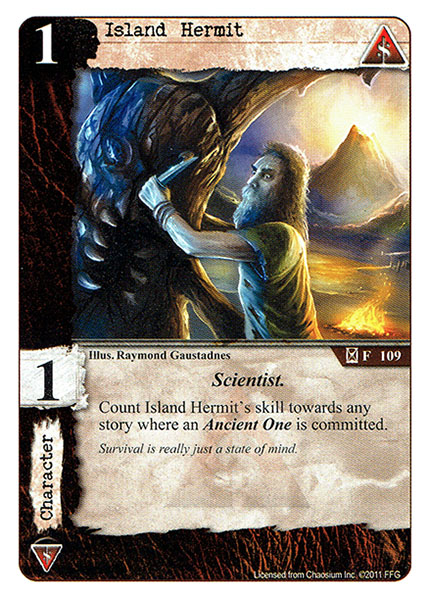 1
Island Hermit
Illus. Raymond Gaustadnes
F 109
1
Scientist.
Count Island Hermit's skill towards any
story where an Ancient One is committed.
Survival is really just a state of mind.
Character
Licensed from Chaosium Inc. ©2011 FFG